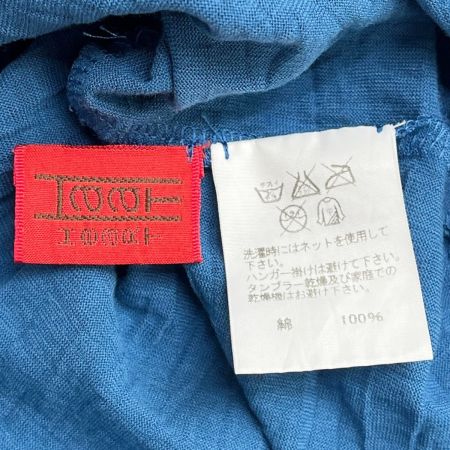 洗濯時にはネットを使用して
下さい。
ハンガー掛けは避けて下さい。
タンブラー乾燥及び家庭での
乾燥機はお避け下さい。
綿 100%